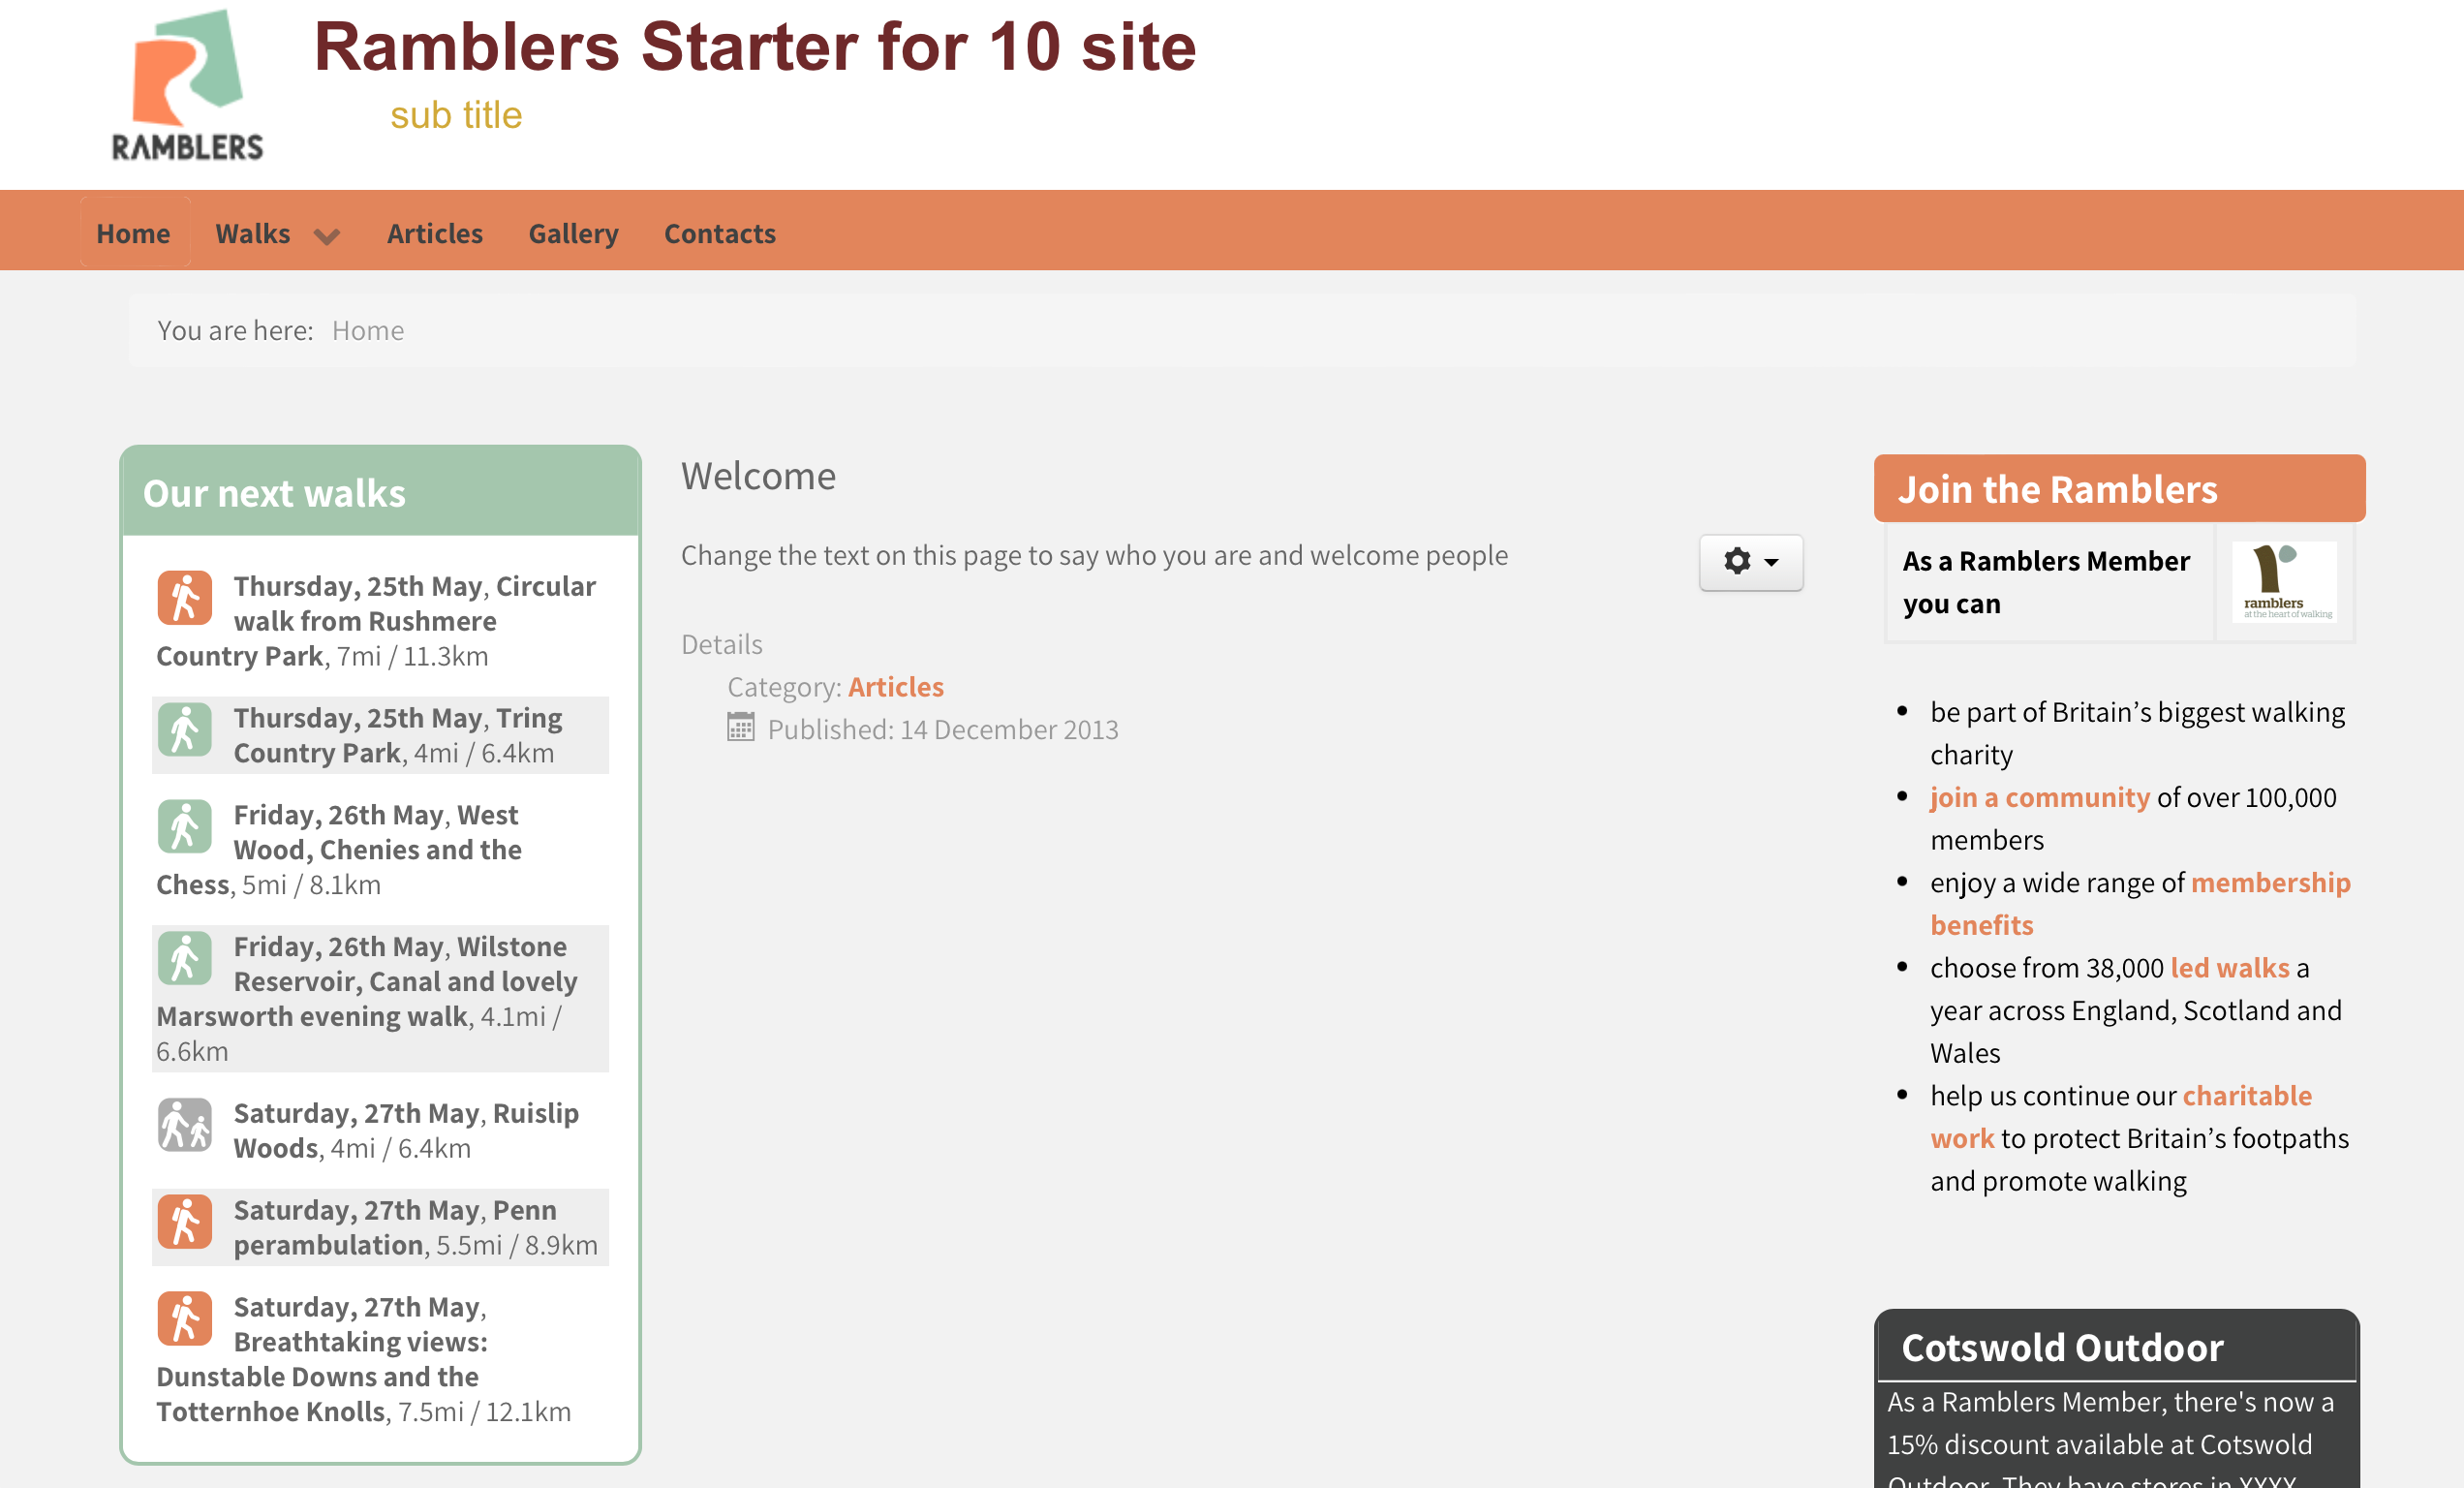 RAMBLERS
Ramblers Starter for 10 site
sub title
Home Walks Articles Gallery Contacts
You are here: Home
Our next walks
Thursday, 25th May, Circular
walk from Rushmere
Country Park, 7mi / 11.3km
Thursday, 25th May, Tring
Country Park, 4mi / 6.4km
Friday, 26th May, West
Wood, Chenies and the
Chess, 5mi / 8.1km
Friday, 26th May, Wilstone
Reservoir, Canal and lovely
Marsworth evening walk, 4.1mi /
6.6km
Saturday, 27th May, Ruislip
Woods, 4mi / 6.4km
Saturday, 27th May, Penn
perambulation, 5.5mi / 8.9km
Saturday, 27th May,
Breathtaking views:
Dunstable Downs and the
Totternhoe Knolls, 7.5mi / 12.1km
Welcome
Change the text on this page to say who you are and welcome people
Details
Category: Articles
Published: 14 December 2013
Join the Ramblers
As a Ramblers Member
you can
ramblers
at the heart of walking
be part of Britain’s biggest walking
charity
join a community of over 100,000
members
enjoy a wide range of membership
benefits
choose from 38,000 led walks a
year across England, Scotland and
Wales
help us continue our charitable
work to protect Britain’s footpaths
and promote walking
Cotswold Outdoor
As a Ramblers Member, there's now a
15% discount available at Cotswold
Outdoor. They have stores in XXXX